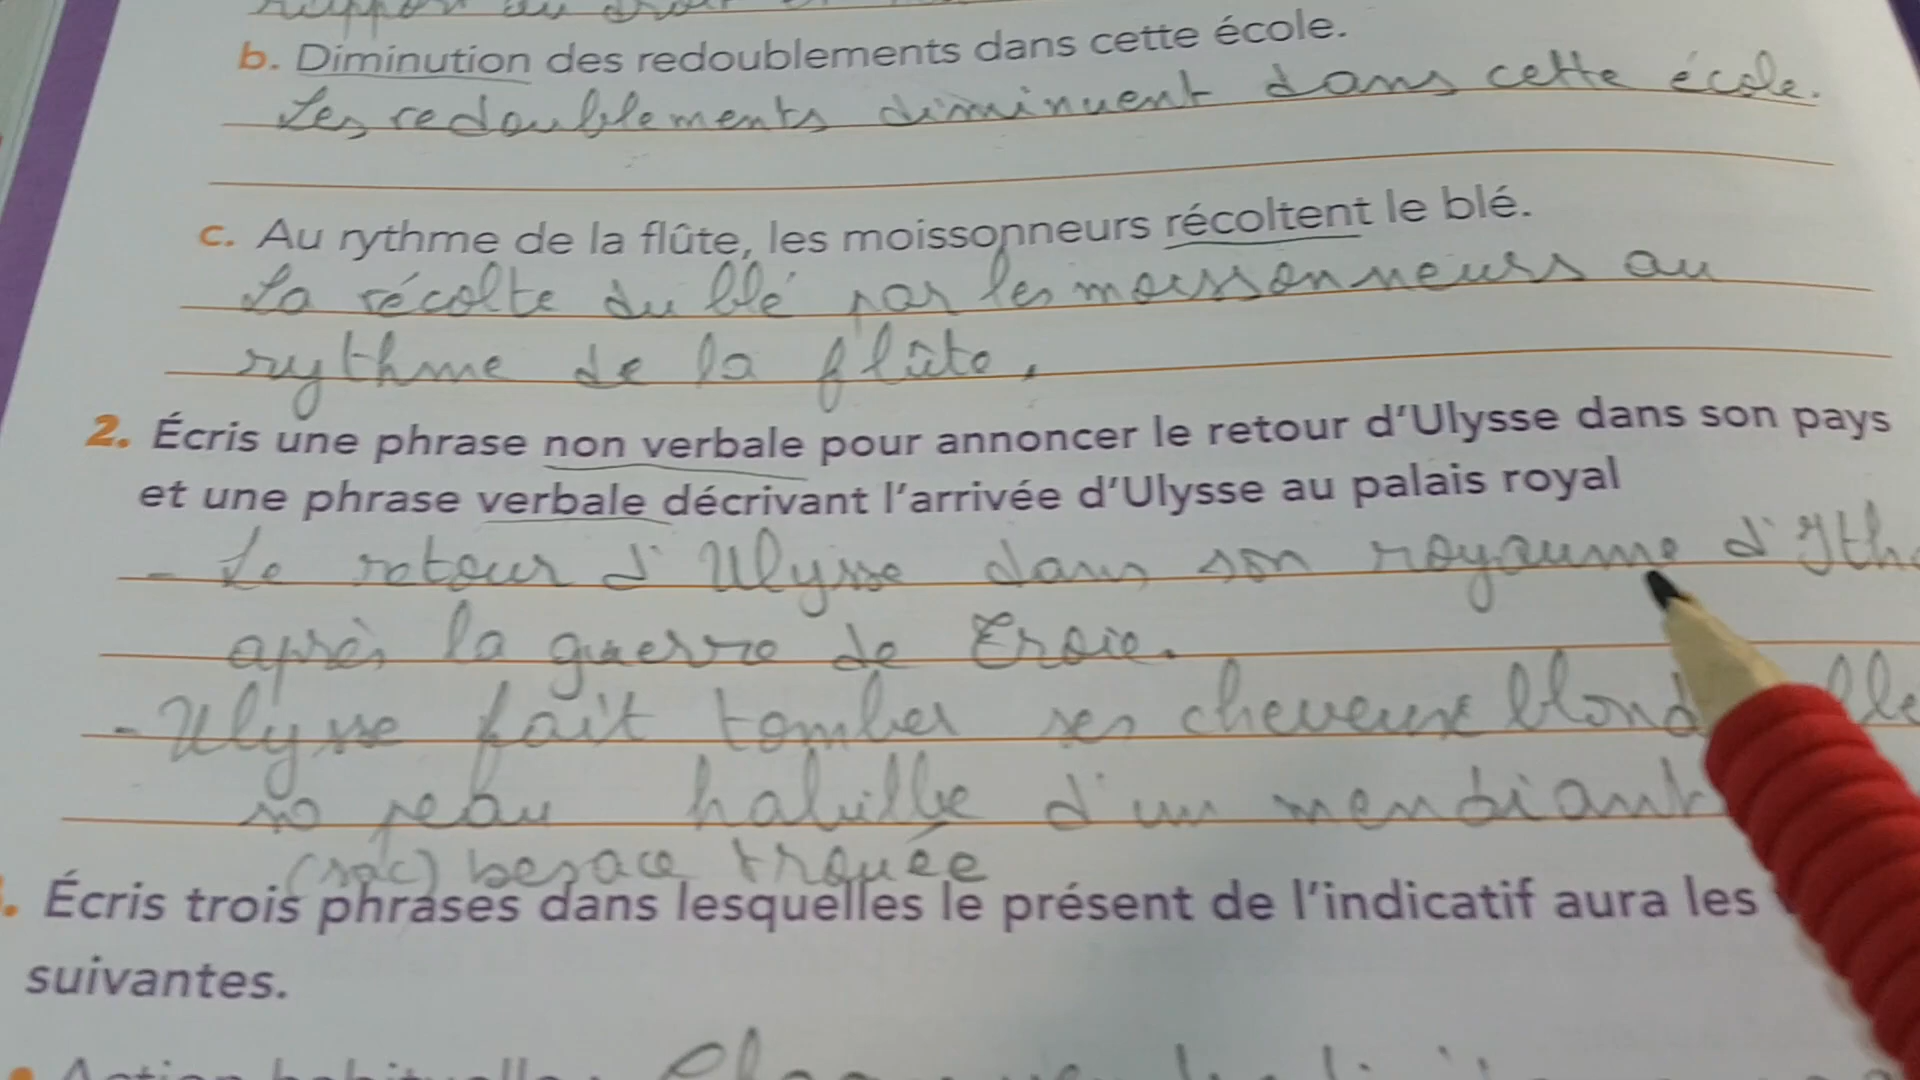 b. Diminution des redoublements dans cette école.
Les redoublements diminuent dans cette école.
c. Au rythme de la flûte, les moissonneurs récoltent le blé.
La récolte du blé par les moissonneurs au
rythme de la flûte.
2. Écris une phrase non verbale pour annoncer le retour d'Ulysse dans son pays
et une phrase verbale décrivant l'arrivée d'Ulysse au palais royal
- Le retour d'Ulysse dans son royaume d'Ith
après la guerre de Troie.
- Ulysse fait tomber ses cheveux blond
sa peau habillée d'un mendiant
(sac) besace trouée
. Écris trois phrases dans lesquelles le présent de l'indicatif aura les
suivantes.